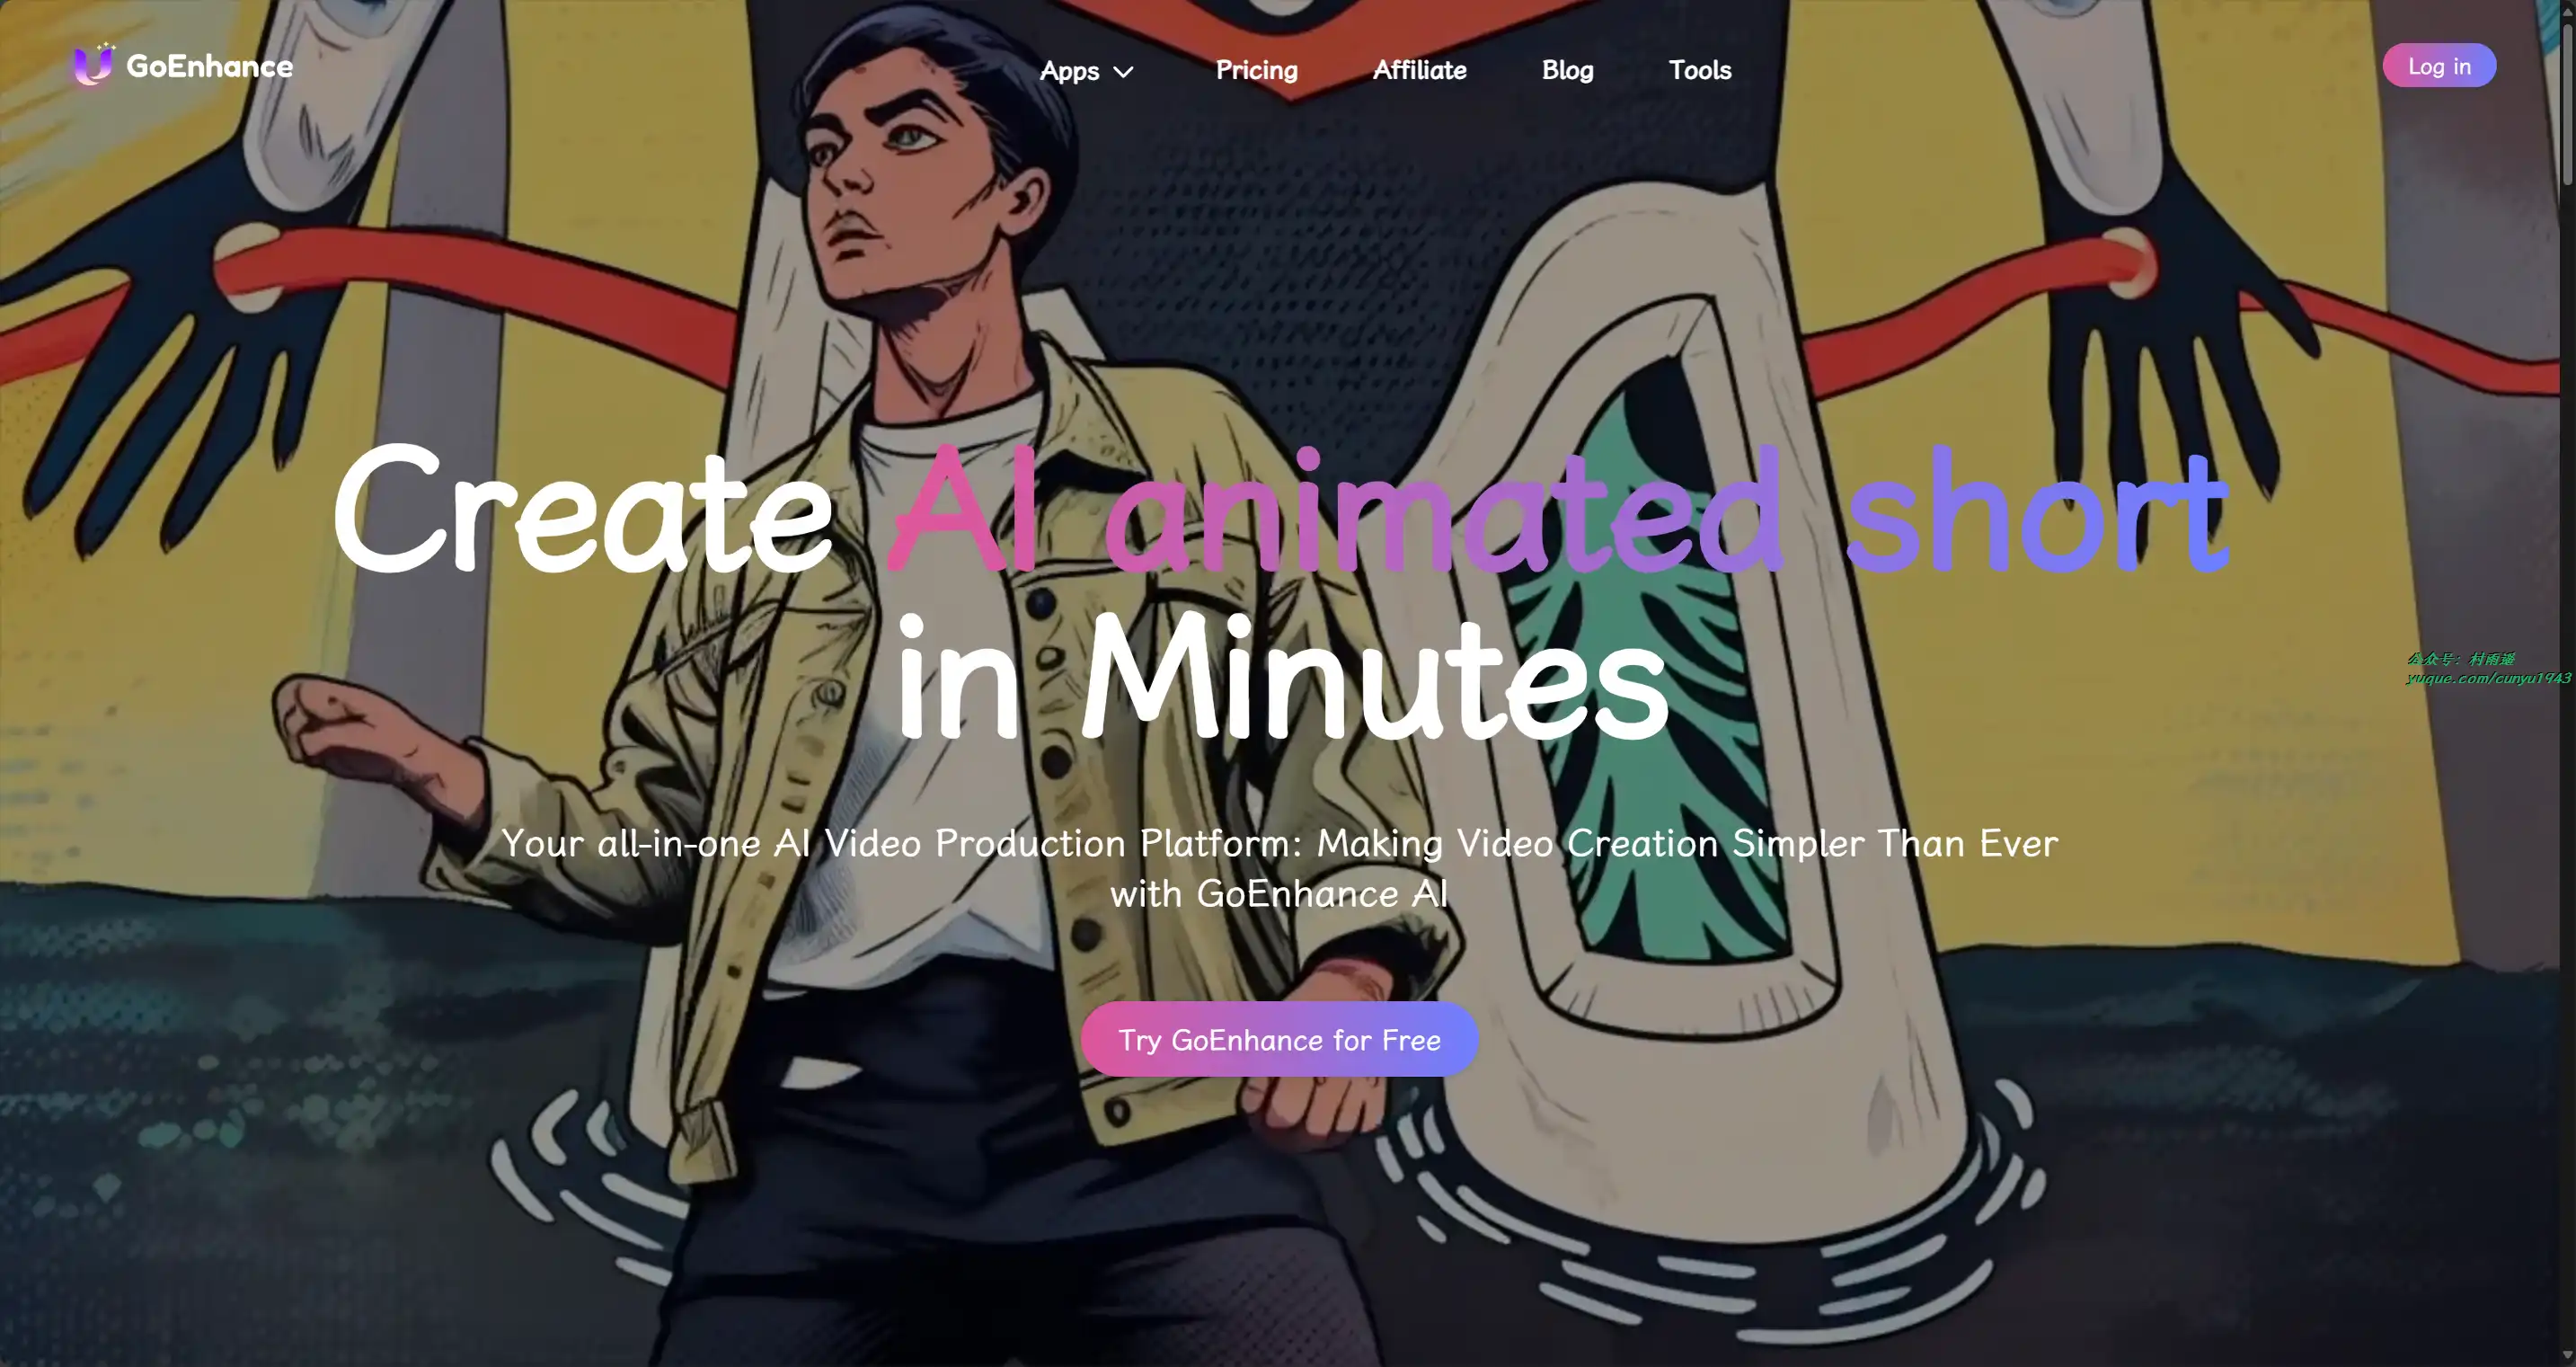 GoEnhance
Apps
Pricing
Affiliate
Blog
Tools
Log in
Create AI animated short
in Minutes
公众号：村雨遥
yuque.com/cunyu1943
Your all-in-one AI Video Production Platform: Making Video Creation Simpler Than Ever
with GoEnhance AI
Try GoEnhance for Free